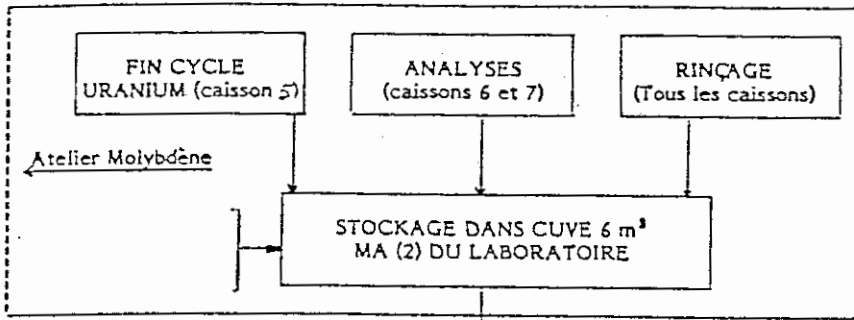 FIN CYCLE
URANIUM (caisson 5)
ANALYSES
(caissons 6 et 7)
RINÇAGE
(Tous les caissons)
Atelier Molybdène
STOCKAGE DANS CUVE 6 m³
MA (2) DU LABORATOIRE